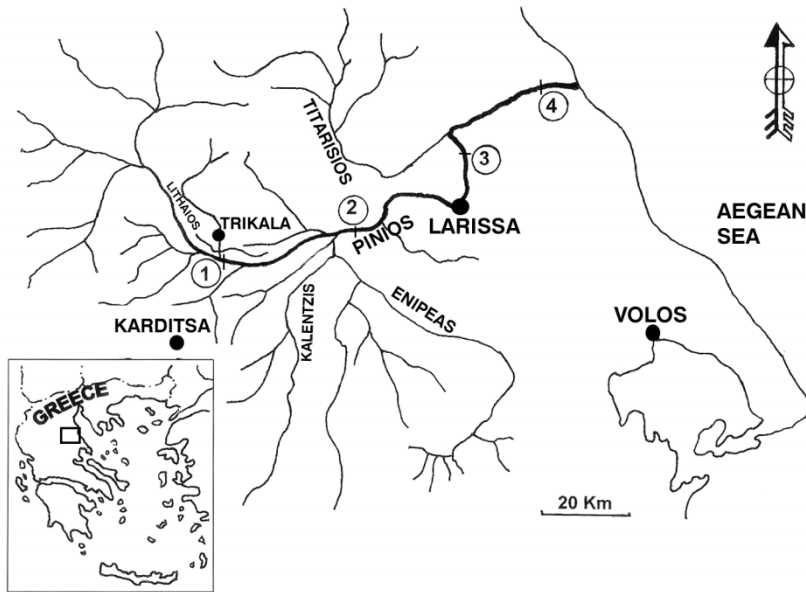 TITARISIOS
4
3
LITHAIOS
TRIKALA
2
PINIOS
LARISSA
AEGEAN
SEA
1
KARDITSA
KALENTZIS
ENIPEAS
VOLOS
GREECE
20 Km